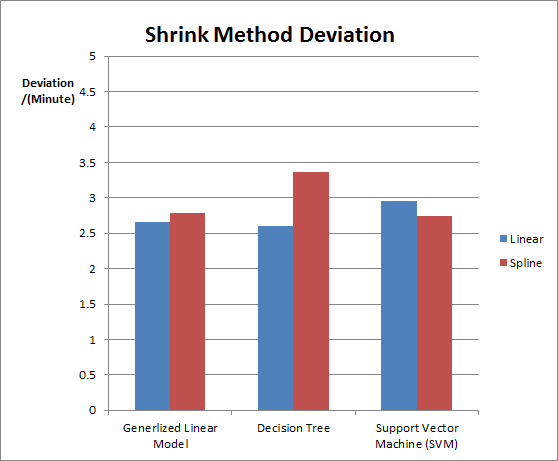 Shrink Method Deviation
Deviation
/(Minute)
5
4.5
4
3.5
3
2.5
2
1.5
1
0.5
0
Generlized Linear
Model
Decision Tree
Support Vector
Machine (SVM)
Linear
Spline